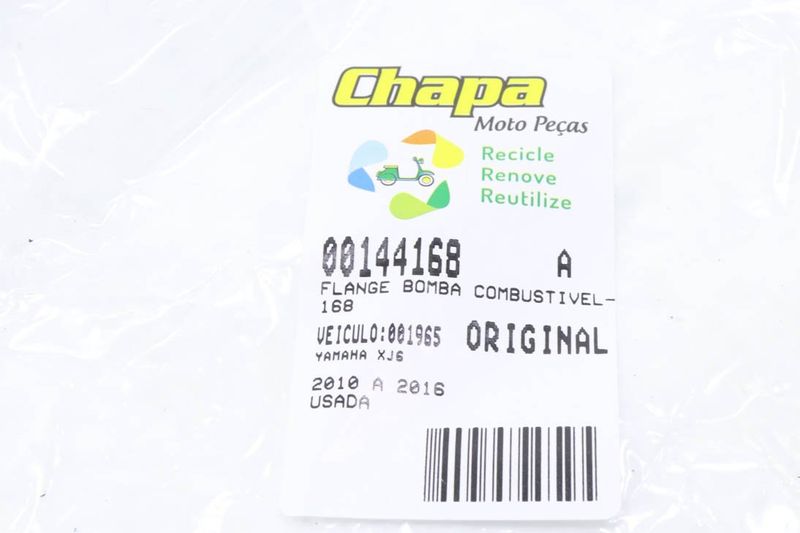 Chapa
Moto Peças
Recicle
Renove
Reutilize
00144168 A
FLANGE BOMBA COMBUSTIVEL-
168
VEICULO:001965 ORIGINAL
YAMAHA XJ6
2010 A 2016
USADA